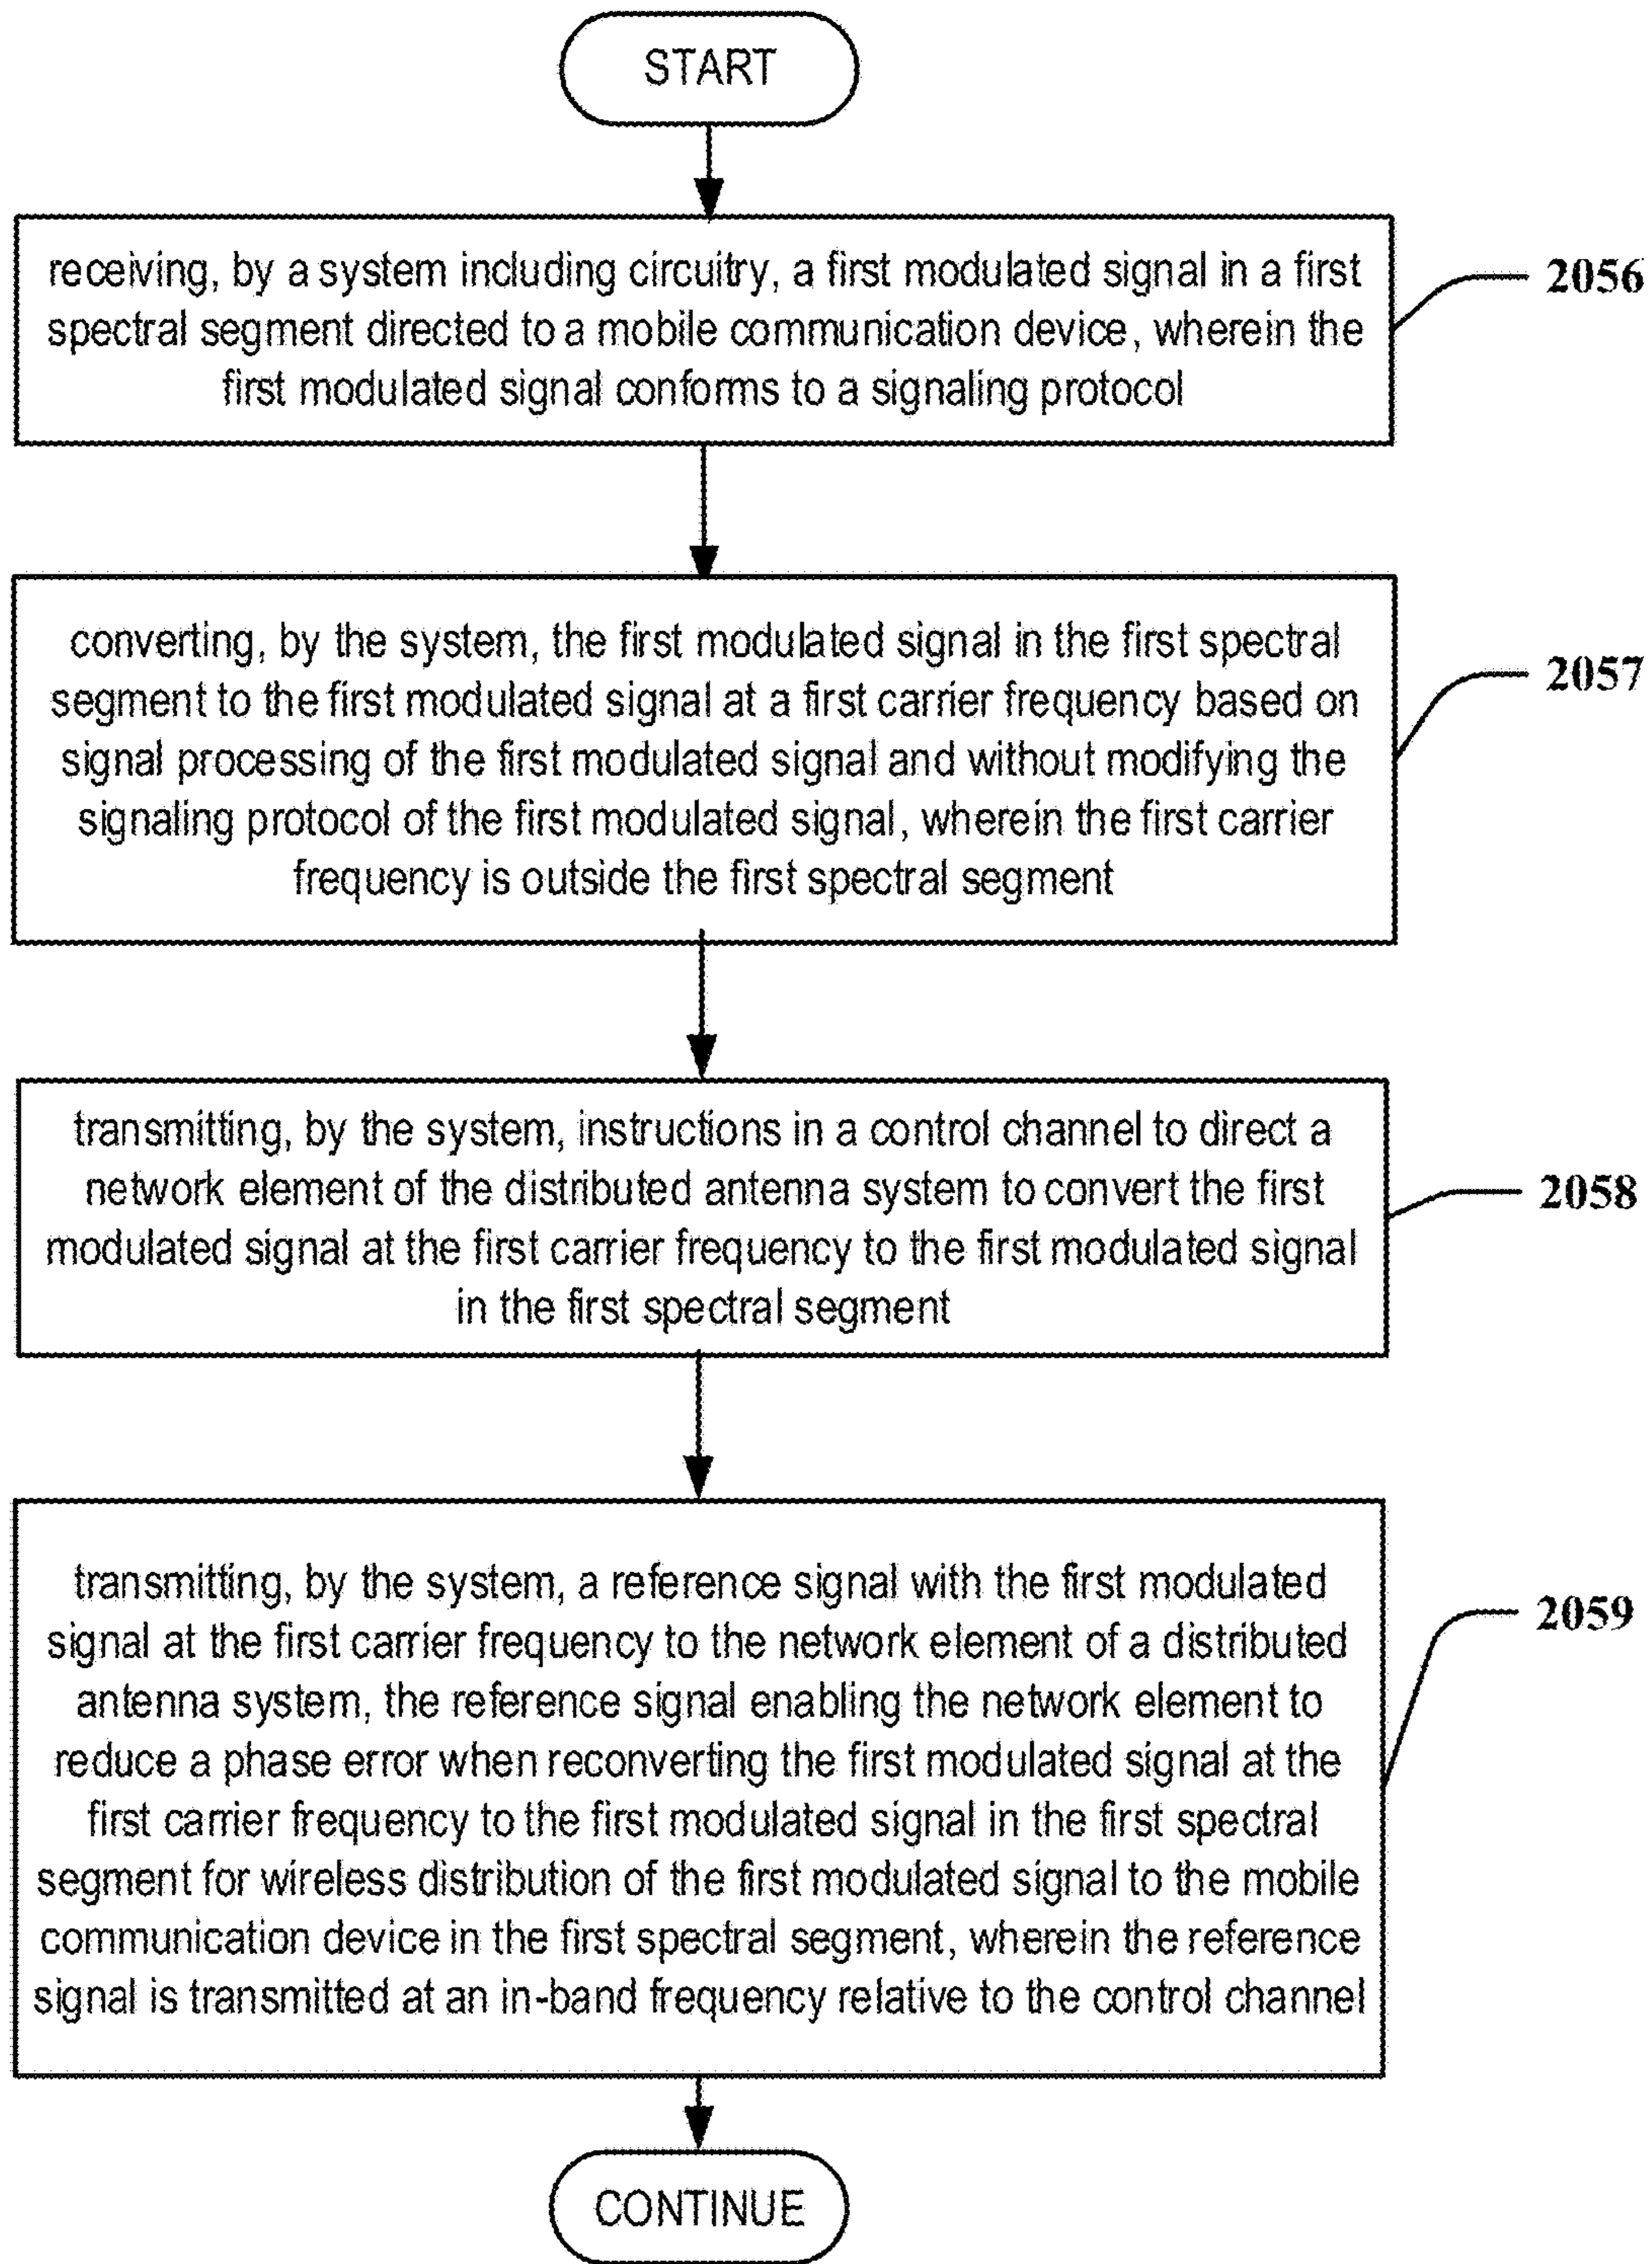 START
receiving, by a system including circuitry, a first modulated signal in a first
spectral segment directed to a mobile communication device, wherein the
first modulated signal conforms to a signaling protocol
2056
converting, by the system, the first modulated signal in the first spectral
segment to the first modulated signal at a first carrier frequency based on
signal processing of the first modulated signal and without modifying the
signaling protocol of the first modulated signal, wherein the first carrier
frequency is outside the first spectral segment
2057
transmitting, by the system, instructions in a control channel to direct a
network element of the distributed antenna system to convert the first
modulated signal at the first carrier frequency to the first modulated signal
in the first spectral segment
2058
transmitting, by the system, a reference signal with the first modulated
signal at the first carrier frequency to the network element of a distributed
antenna system, the reference signal enabling the network element to
reduce a phase error when reconverting the first modulated signal at the
first carrier frequency to the first modulated signal in the first spectral
segment for wireless distribution of the first modulated signal to the mobile
communication device in the first spectral segment, wherein the reference
signal is transmitted at an in-band frequency relative to the control channel
2059
CONTINUE